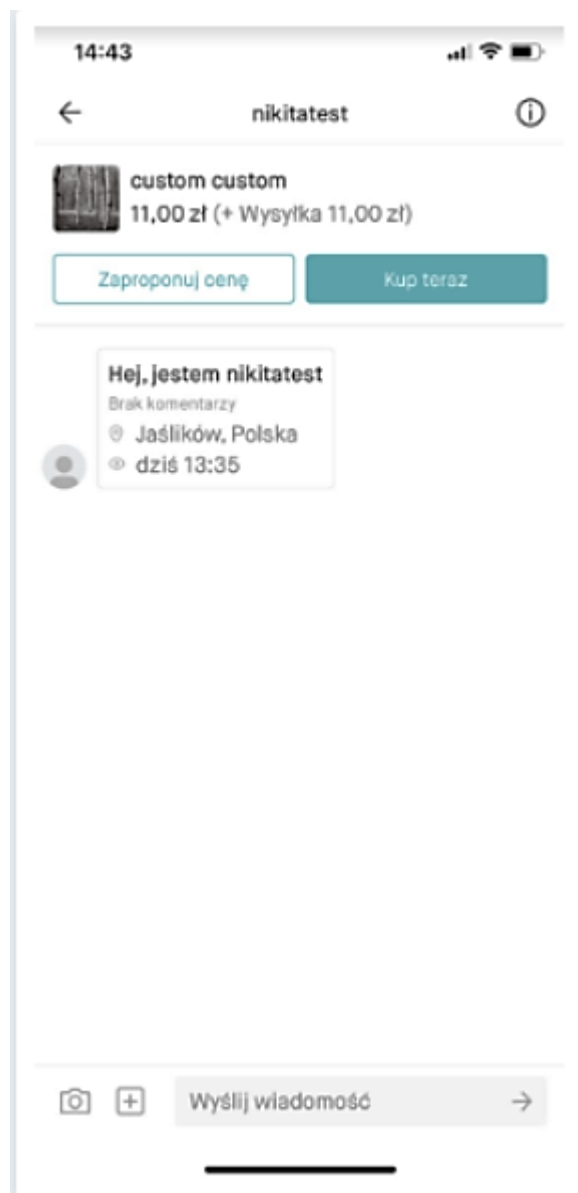 14:43
nikitatest
custom custom
11,00 zł (+ Wysyłka 11,00 zł)
Zaproponuj cenę
Kup teraz
Hej, jestem nikitatest
Brak komentarzy
Jaślików, Polska
dziś 13:35
Wyślij wiadomość